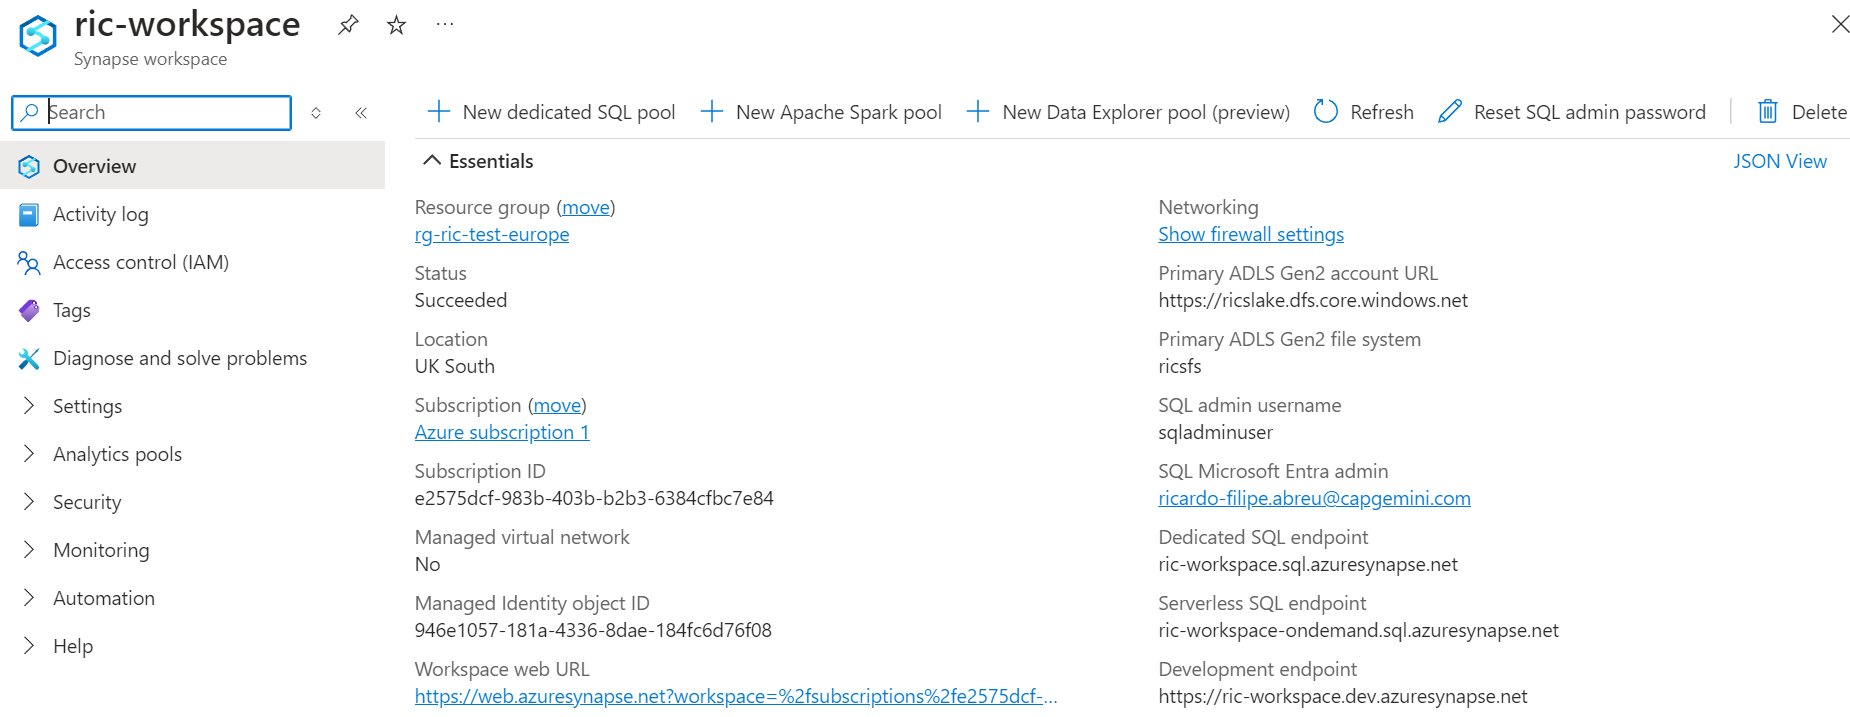 ric-workspace
Synapse workspace
Search
New dedicated SQL pool
New Apache Spark pool
New Data Explorer pool (preview)
Refresh
Reset SQL admin password
Delete
Overview
Activity log
Access control (IAM)
Tags
Diagnose and solve problems
Settings
Analytics pools
Security
Monitoring
Automation
Help
Essentials
JSON View
Resource group (move)
rg-ric-test-europe
Status
Succeeded
Location
UK South
Subscription (move)
Azure subscription 1
Subscription ID
e2575dcf-983b-403b-b2b3-6384cfbc7e84
Managed virtual network
No
Managed Identity object ID
946e1057-181a-4336-8dae-184fc6d76f08
Workspace web URL
https://web.azuresynapse.net?workspace=%2fsubscriptions%2fe2575dcf-...
Networking
Show firewall settings
Primary ADLS Gen2 account URL
https://ricslake.dfs.core.windows.net
Primary ADLS Gen2 file system
ricsfs
SQL admin username
sqladminuser
SQL Microsoft Entra admin
ricardo-filipe.abreu@capgemini.com
Dedicated SQL endpoint
ric-workspace.sql.azuresynapse.net
Serverless SQL endpoint
ric-workspace-ondemand.sql.azuresynapse.net
Development endpoint
https://ric-workspace.dev.azuresynapse.net